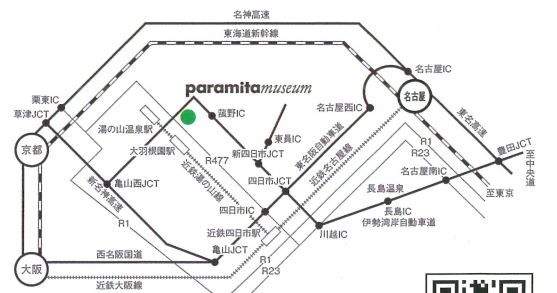 名神高速
東海道新幹線
名古屋IC
名古屋
栗東IC
草津JCT
京都
湯の山温泉駅
大羽根園駅
paramitamuseum
菰野IC
東員IC
新四日市JCT
名古屋西IC
東名阪自動車道
近鉄名古屋線
東名高速
豊田JCT
至中央道
R1
R23
R477
近鉄湯の山線
新名神高速
亀山西JCT
四日市JCT
名古屋南IC
至東京
長島温泉
長島IC
伊勢湾岸自動車道
四日市IC
川越IC
近鉄四日市駅
R1
亀山JCT
西名阪国道
大阪
近鉄大阪線
R1
R23